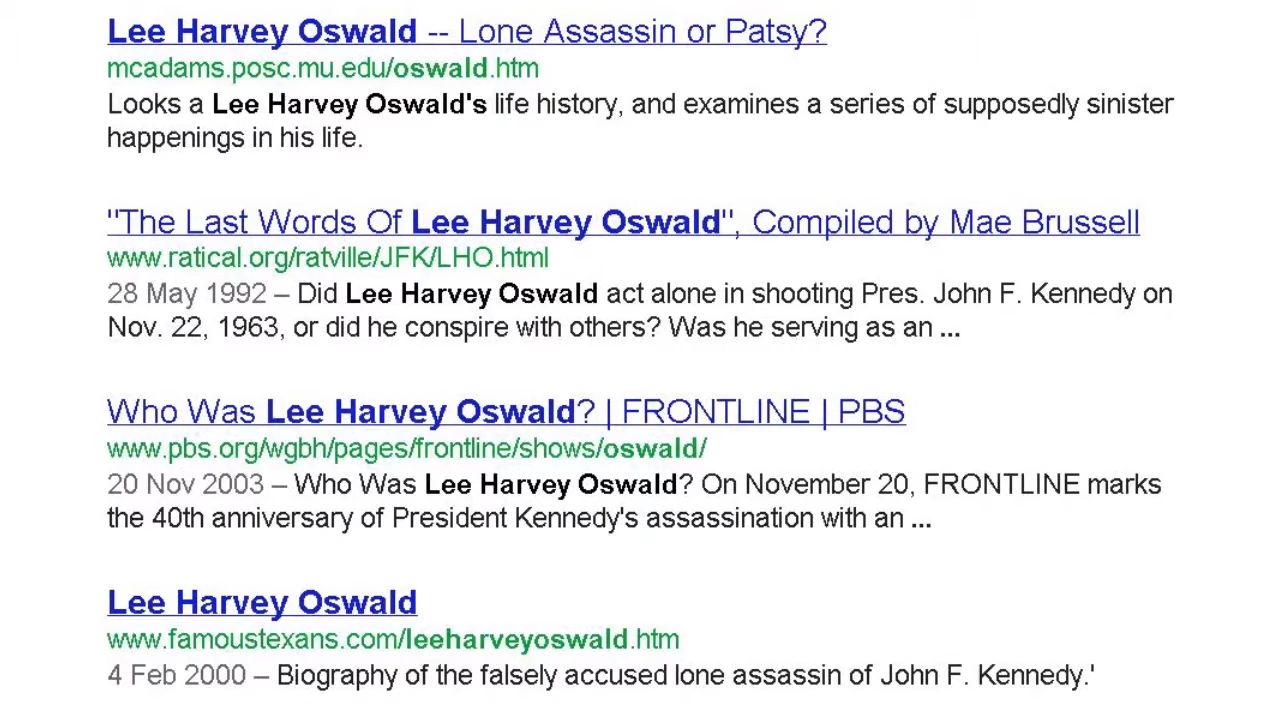 Lee Harvey Oswald -- Lone Assassin or Patsy?
mcadams.posc.mu.edu/oswald.htm
Looks a Lee Harvey Oswald's life history, and examines a series of supposedly sinister
happenings in his life.
"The Last Words Of Lee Harvey Oswald", Compiled by Mae Brussell
www.ratical.org/ratville/JFK/LHO.html
28 May 1992 – Did Lee Harvey Oswald act alone in shooting Pres. John F. Kennedy on
Nov. 22, 1963, or did he conspire with others? Was he serving as an ...
Who Was Lee Harvey Oswald? | FRONTLINE | PBS
www.pbs.org/wgbh/pages/frontline/shows/oswald/
20 Nov 2003 – Who Was Lee Harvey Oswald? On November 20, FRONTLINE marks
the 40th anniversary of President Kennedy's assassination with an ...
Lee Harvey Oswald
www.famoustexans.com/leeharveyoswald.htm
4 Feb 2000 – Biography of the falsely accused lone assassin of John F. Kennedy.'